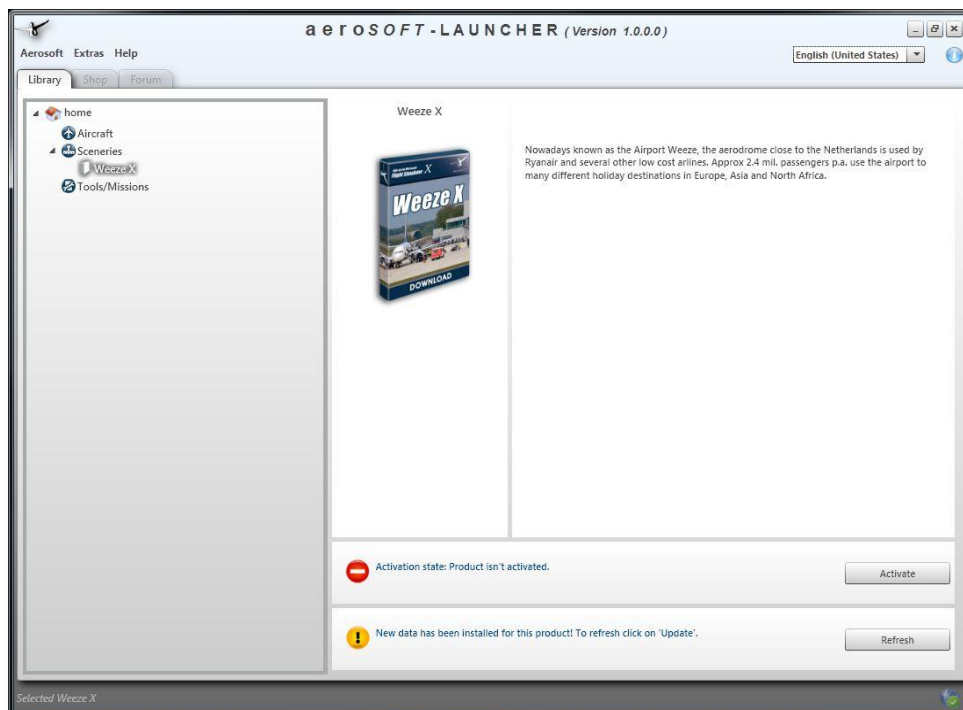 aeroSOFT-LAUNCHER (Version 1.0.0.0)
Aerosoft Extras Help
English (United States)
Library Shop Forum
home
Aircraft
Sceneries
Weeze X
Tools/Missions
Weeze X
Flight Simulator X
Weeze X
DOWNLOAD
Nowadays known as the Airport Weeze, the aerodrome close to the Netherlands is used by
Ryanair and several other low cost arlines. Approx 2.4 mil. passengers p.a. use the airport to
many different holiday destinations in Europe, Asia and North Africa.
Activation state: Product isn't activated.
Activate
New data has been installed for this product! To refresh click on 'Update'.
Refresh
Selected Weeze X